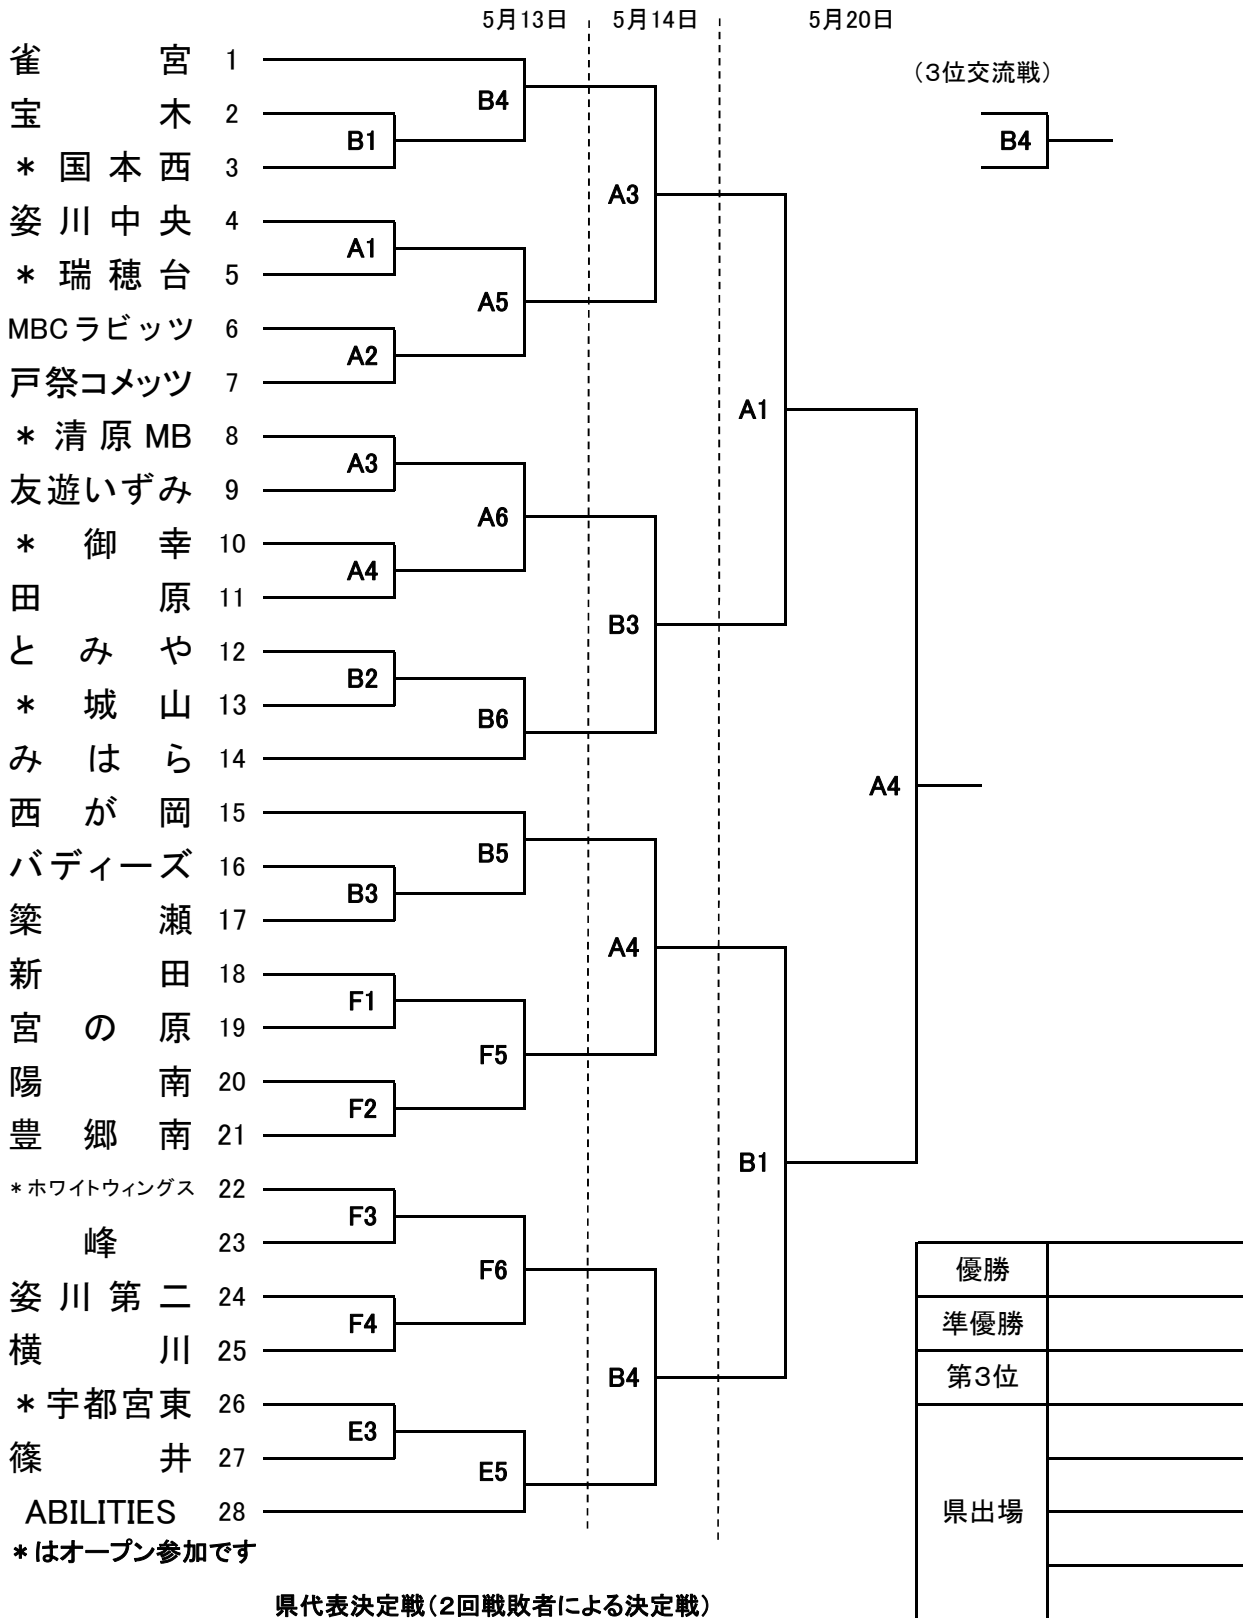 5月13日 5月14日 5月20日
(3位交流戦)
雀宮 1
宝木 2
*国本西 3
姿川中央 4
*瑞穂台 5
MBCラビッツ 6
戸祭コメッツ 7
*清原MB 8
友遊いずみ 9
*御幸 10
田原 11
とみや 12
*城山 13
みはら 14
西が岡 15
バディーズ 16
簗瀬 17
新田 18
宮の原 19
陽南 20
豊郷南 21
*ホワイトウィングス 22
峰 23
姿川第二 24
横川 25
*宇都宮東 26
篠井 27
ABILITIES 28
B1
A1
A2
A3
A4
B2
B3
F1
F2
F3
F4
E3
B4
A5
A6
B6
B5
F5
F6
E5
A3
B3
A4
B4
A1
B1
A4
B4
優勝
準優勝
第3位
県出場
*はオープン参加です
県代表決定戦(2回戦敗者による決定戦)